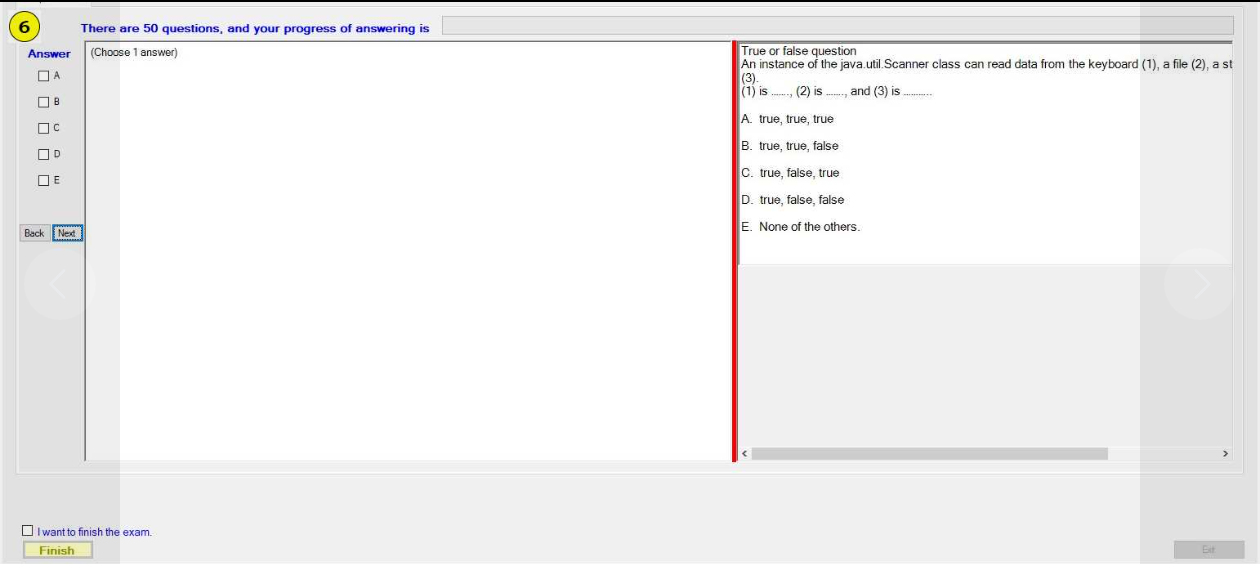 6
There are 50 questions, and your progress of answering is
Answer
(Choose 1 answer)
A
B
C
D
E
Back
Next
True or false question
An instance of the java.util.Scanner class can read data from the keyboard (1), a file (2), a st
(3).
(1) is ......., (2) is ......., and (3) is ..........
A. true, true, true
B. true, true, false
C. true, false, true
D. true, false, false
E. None of the others.
I want to finish the exam.
Finish
Exit